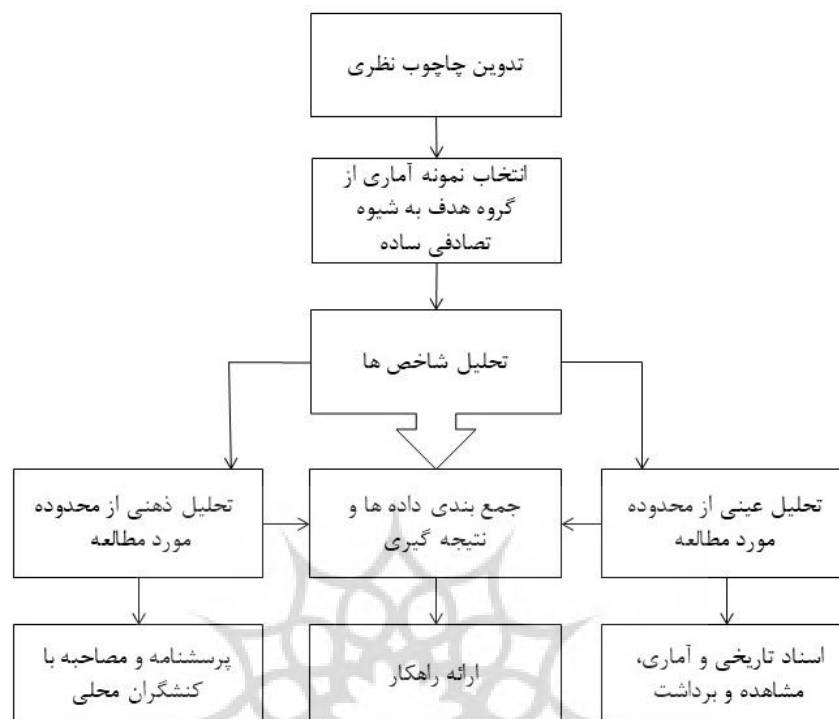 تدوین چاچوب نظری
انتخاب نمونه آماری از
گروه هدف به شیوه
تصادفی ساده
تحلیل شاخص ها
تحلیل عینی از محدوده
مورد مطالعه
جمع بندی داده ها و
نتیجه گیری
تحلیل ذهنی از محدوده
مورد مطالعه
اسناد تاریخی و آماری،
مشاهده و برداشت
ارائه راهکار
پرسشنامه و مصاحبه با
کنشگران محلی